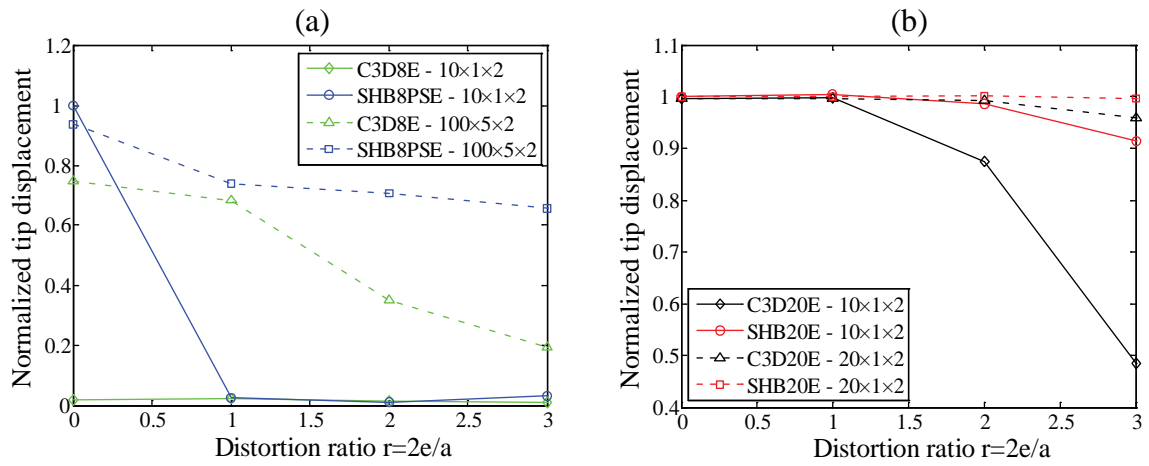 (a)
1.2
1
0.8
0.6
0.4
0.2
0
Normalized tip displacement
C3D8E - 10×1×2
SHB8PSE - 10×1×2
C3D8E - 100×5×2
SHB8PSE - 100×5×2
0 0.5 1 1.5 2 2.5 3
Distortion ratio r=2e/a
(b)
1.1
1
0.9
0.8
0.7
0.6
0.5
0.4
Normalized tip displacement
C3D20E - 10×1×2
SHB20E - 10×1×2
C3D20E - 20×1×2
SHB20E - 20×1×2
0 0.5 1 1.5 2 2.5 3
Distortion ratio r=2e/a